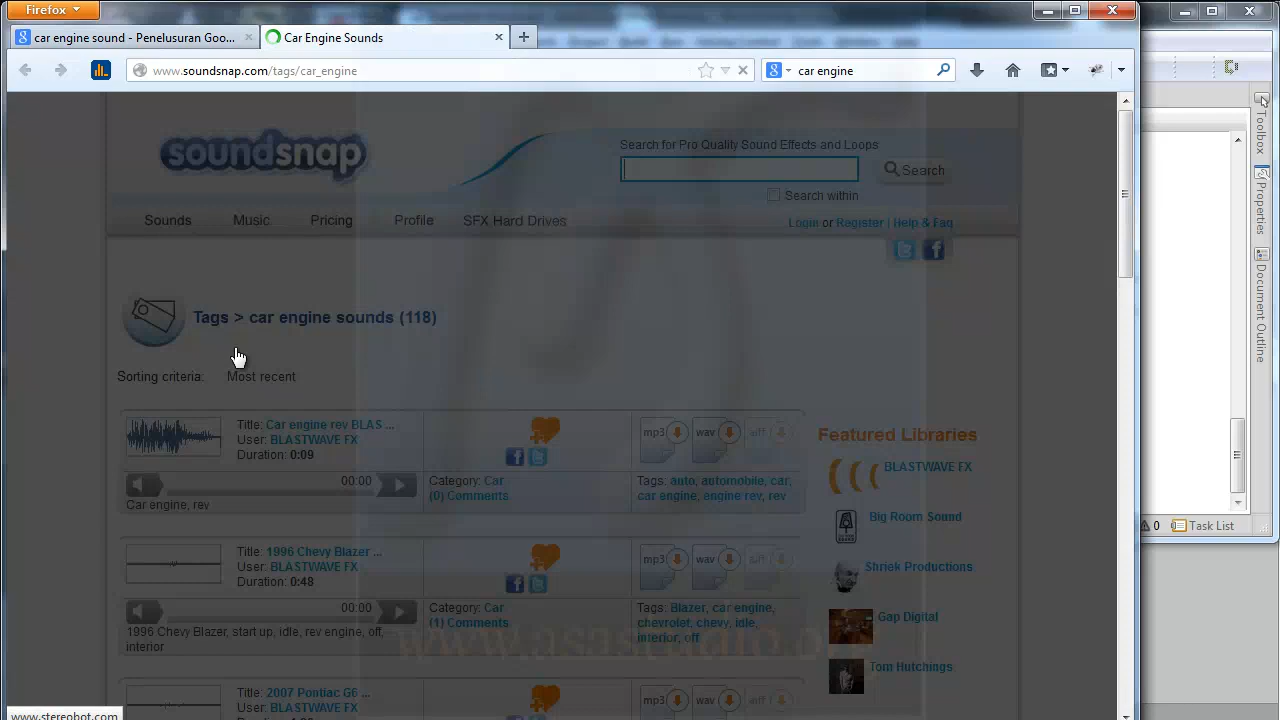 Firefox
car engine sound - Penelusuran Goo...
Car Engine Sounds
www.soundsnap.com/tags/car_engine
car engine
soundsnap
Search for Pro Quality Sound Effects and Loops
Search
Search within
Sounds
Music
Pricing
Profile
SFX Hard Drives
Login or Register | Help & Faq
Tags > car engine sounds (118)
Sorting criteria:
Most recent
Title: Car engine rev BLAS ...
User: BLASTWAVE FX
Duration: 0:09
mp3
wav
aiff
00:00
Car engine, rev
Category: Car
(0) Comments
Tags: auto, automobile, car,
car engine, engine rev, rev
Title: 1996 Chevy Blazer ...
User: BLASTWAVE FX
Duration: 0:48
mp3
wav
aiff
00:00
1996 Chevy Blazer, start up, idle, rev engine, off,
interior
Category: Car
(1) Comments
Tags: Blazer, car engine,
chevrolet, chevy, idle,
interior, off
Title: 2007 Pontiac G6 ...
User: BLASTWAVE FX
mp3
wav
aiff
Featured Libraries
BLASTWAVE FX
Big Room Sound
Shriek Productions
Gap Digital
Tom Hutchings
www.stereobot.com
Toolbox
Properties
Document Outline
0
Task List